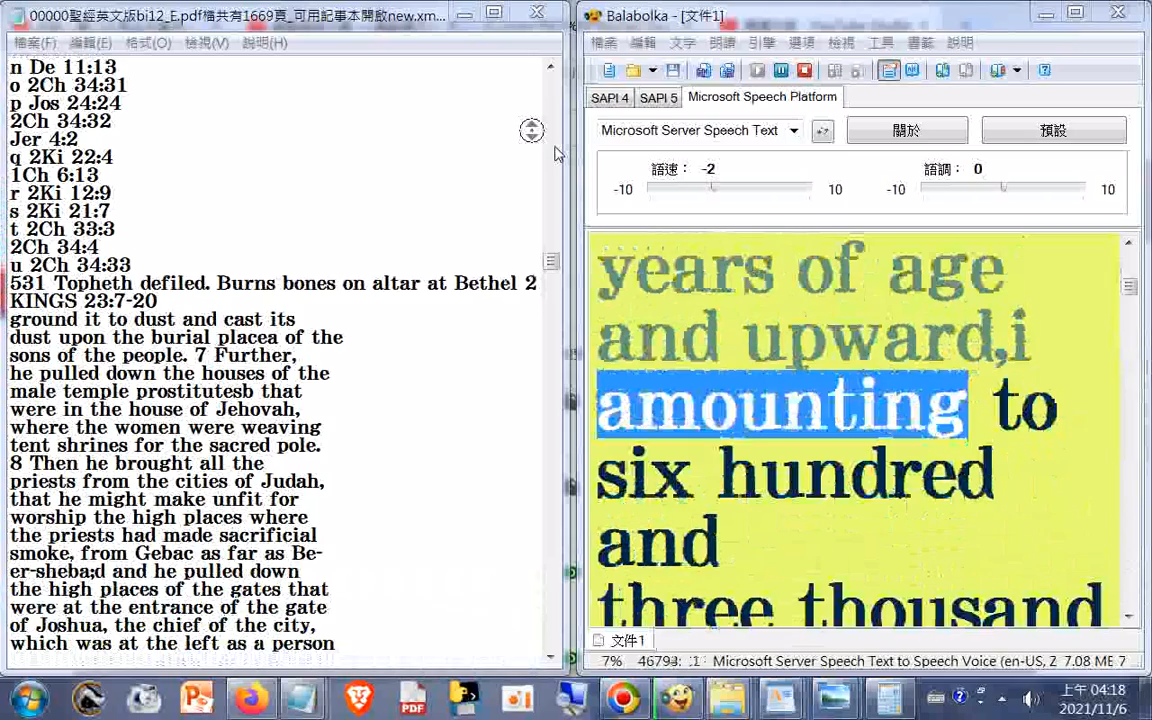 00000聖經英文版bi12_E.pdf檔共有1669頁_可用記事本開啟new.xm...
檔案(F) 編輯(E) 格式(O) 檢視(V) 說明(H)
n De 11:13
o 2Ch 34:31
p Jos 24:24
2Ch 34:32
Jer 4:2
q 2Ki 22:4
1Ch 6:13
r 2Ki 12:9
s 2Ki 21:7
t 2Ch 33:3
2Ch 34:4
u 2Ch 34:33
531 Topheth defiled. Burns bones on altar at Bethel 2
KINGS 23:7-20
ground it to dust and cast its
dust upon the burial placea of the
sons of the people. 7 Further,
he pulled down the houses of the
male temple prostitutesb that
were in the house of Jehovah,
where the women were weaving
tent shrines for the sacred pole.
8 Then he brought all the
priests from the cities of Judah,
that he might make unfit for
worship the high places where
the priests had made sacrificial
smoke, from Gebac as far as Be-
er-sheba;d and he pulled down
the high places of the gates that
were at the entrance of the gate
of Joshua, the chief of the city,
which was at the left as a person
Balabolka - [文件1]
檔案 編輯 文字 朗讀 引擎 選項 檢視 工具 書籤 說明
SAPI 4 SAPI 5 Microsoft Speech Platform
Microsoft Server Speech Text 關於 預設
語速： -2 語調： 0
-10 10 -10 10
years of age
and upward,i
amounting to
six hundred
and
three thousand
文件1
7% Microsoft Server Speech Text to Speech Voice (en-US, 2 7.08 ME 7
上午 04:18
2021/11/6